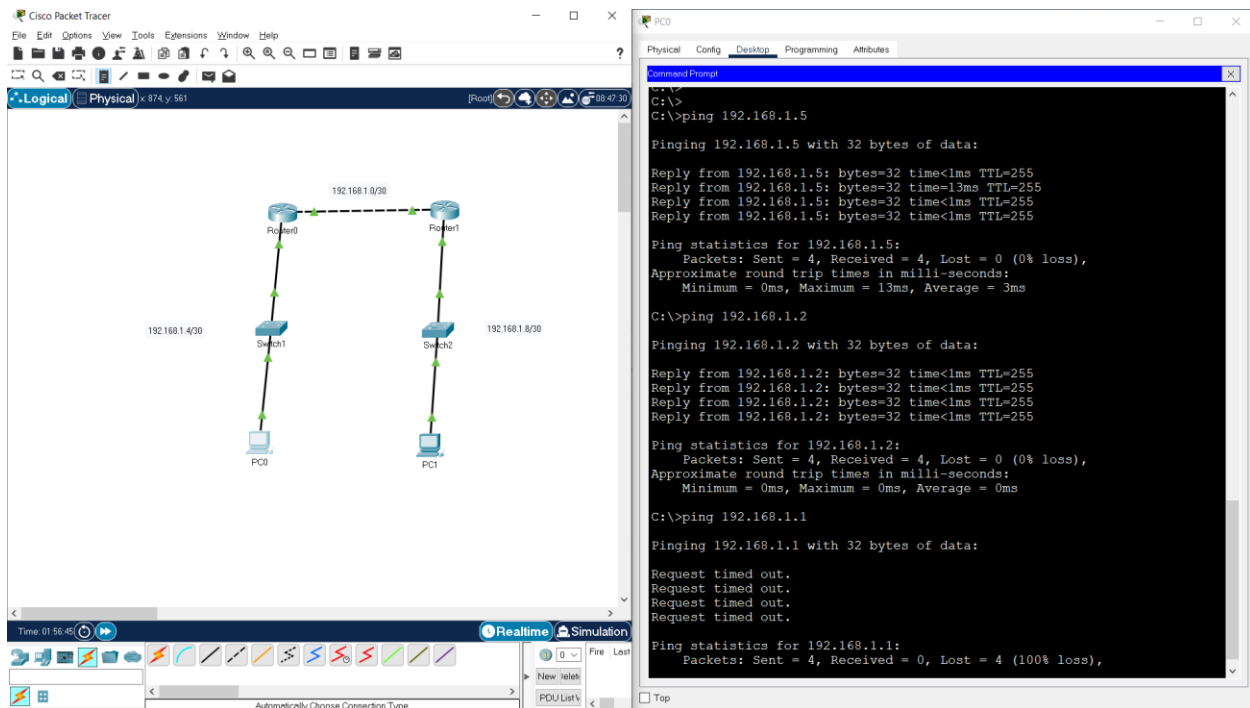 Cisco Packet Tracer
File Edit Options View Tools Extensions Window Help
?
Logical Physical x: 874, y: 561
[Root] 08:47:30
192.168.1.0/30
Router0
Router1
192.168.1.4/30
192.168.1.8/30
Switch1
Switch2
PC0
PC1
Time: 01:56:45
Realtime Simulation
0
Fire Last
New
PDU List
Automatically Choose Connection Type
PC0
Physical Config Desktop Programming Attributes
Command Prompt
X
C:\>
C:\>
C:\>ping 192.168.1.5
Pinging 192.168.1.5 with 32 bytes of data:
Reply from 192.168.1.5: bytes=32 time<1ms TTL=255
Reply from 192.168.1.5: bytes=32 time=13ms TTL=255
Reply from 192.168.1.5: bytes=32 time<1ms TTL=255
Reply from 192.168.1.5: bytes=32 time<1ms TTL=255
Ping statistics for 192.168.1.5:
Packets: Sent = 4, Received = 4, Lost = 0 (0% loss),
Approximate round trip times in milli-seconds:
Minimum = 0ms, Maximum = 13ms, Average = 3ms
C:\>ping 192.168.1.2
Pinging 192.168.1.2 with 32 bytes of data:
Reply from 192.168.1.2: bytes=32 time<1ms TTL=255
Reply from 192.168.1.2: bytes=32 time<1ms TTL=255
Reply from 192.168.1.2: bytes=32 time<1ms TTL=255
Reply from 192.168.1.2: bytes=32 time<1ms TTL=255
Ping statistics for 192.168.1.2:
Packets: Sent = 4, Received = 4, Lost = 0 (0% loss),
Approximate round trip times in milli-seconds:
Minimum = 0ms, Maximum = 0ms, Average = 0ms
C:\>ping 192.168.1.1
Pinging 192.168.1.1 with 32 bytes of data:
Request timed out.
Request timed out.
Request timed out.
Request timed out.
Ping statistics for 192.168.1.1:
Packets: Sent = 4, Received = 0, Lost = 4 (100% loss),
Top